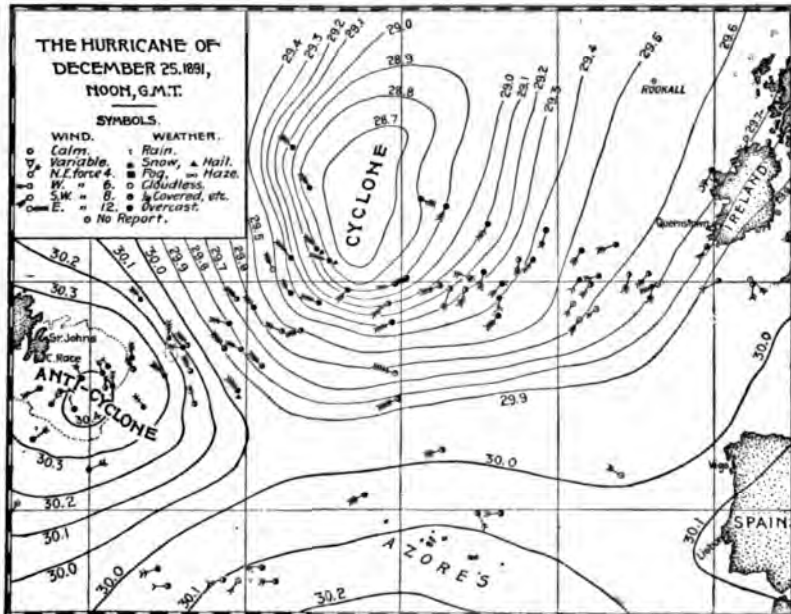 THE HURRICANE OF
DECEMBER 25. 1891,
NOON, G.M.T.
SYMBOLS.
WIND. WEATHER.
Calm. Rain.
Variable. Snow, Hail.
N.E. force 4. Fog, Haze.
W. " 6. Cloudless.
S.W. " 8. Covered, etc.
E. " 12. Overcast.
No Report.
29.4 29.3 29.2 29.1 29.0
28.9
28.8
28.7
CYCLONE
29.0 29.1 29.2 29.3 29.4 29.6 29.6
ROCKALL
29.7
IRELAND
Queenstown
30.2 30.1 30.0 29.9 29.8 29.7 29.6 29.5
30.3
St. Johns
C. Race
ANTI-CYCLONE
30.4
30.3
30.2
30.1
30.0
29.9
30.0
30.0
Vigo
SPAIN
Lisbon
30.1
AZORES
30.0
30.1
30.2